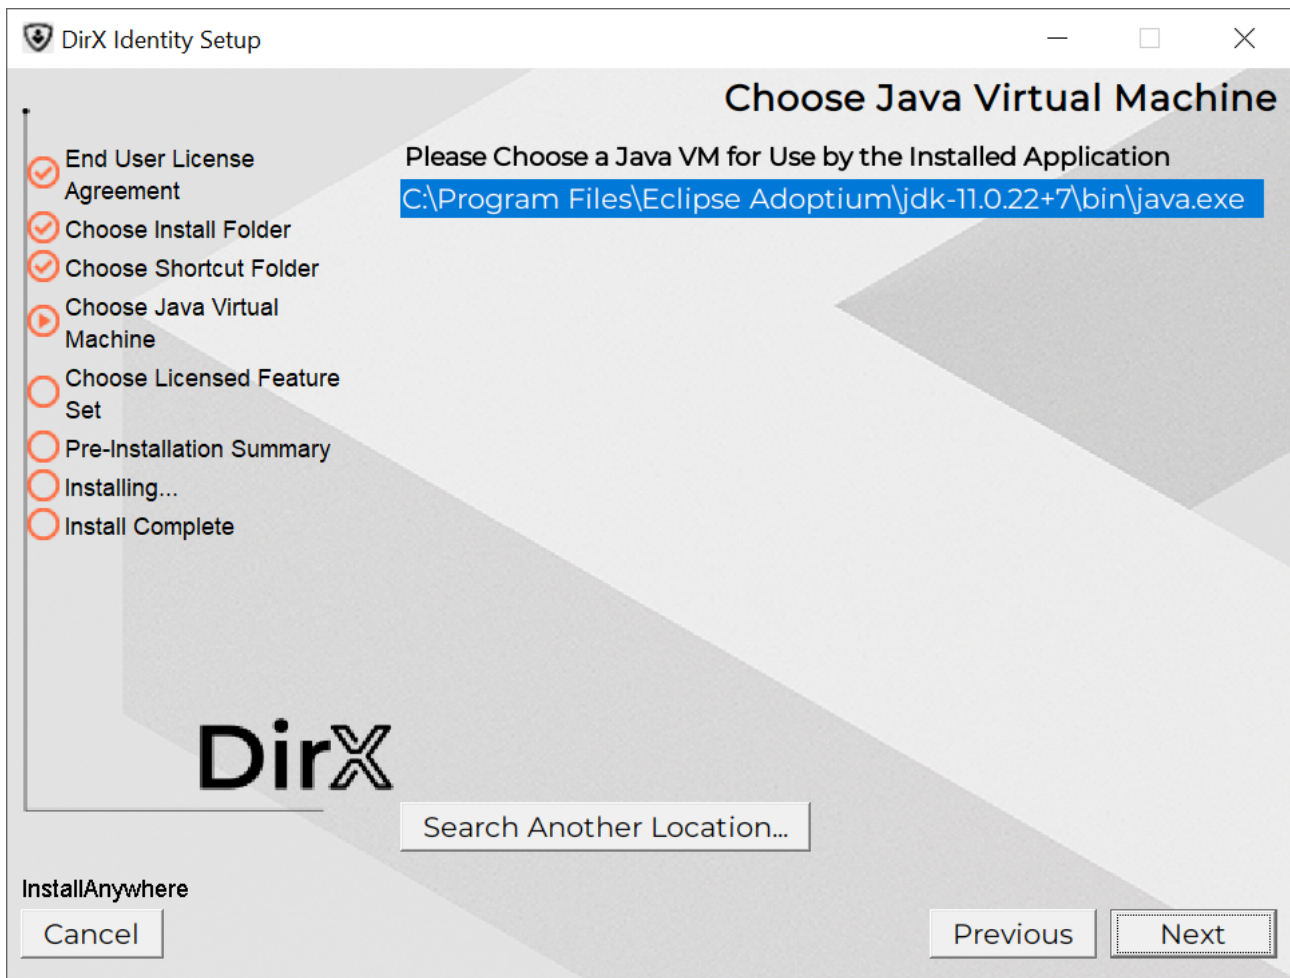 DirX Identity Setup
Choose Java Virtual Machine
End User License
Agreement
Choose Install Folder
Choose Shortcut Folder
Choose Java Virtual
Machine
Choose Licensed Feature
Set
Pre-Installation Summary
Installing...
Install Complete
Please Choose a Java VM for Use by the Installed Application
C:\Program Files\Eclipse Adoptium\jdk-11.0.22+7\bin\java.exe
DirX
Search Another Location...
InstallAnywhere
Cancel
Previous
Next